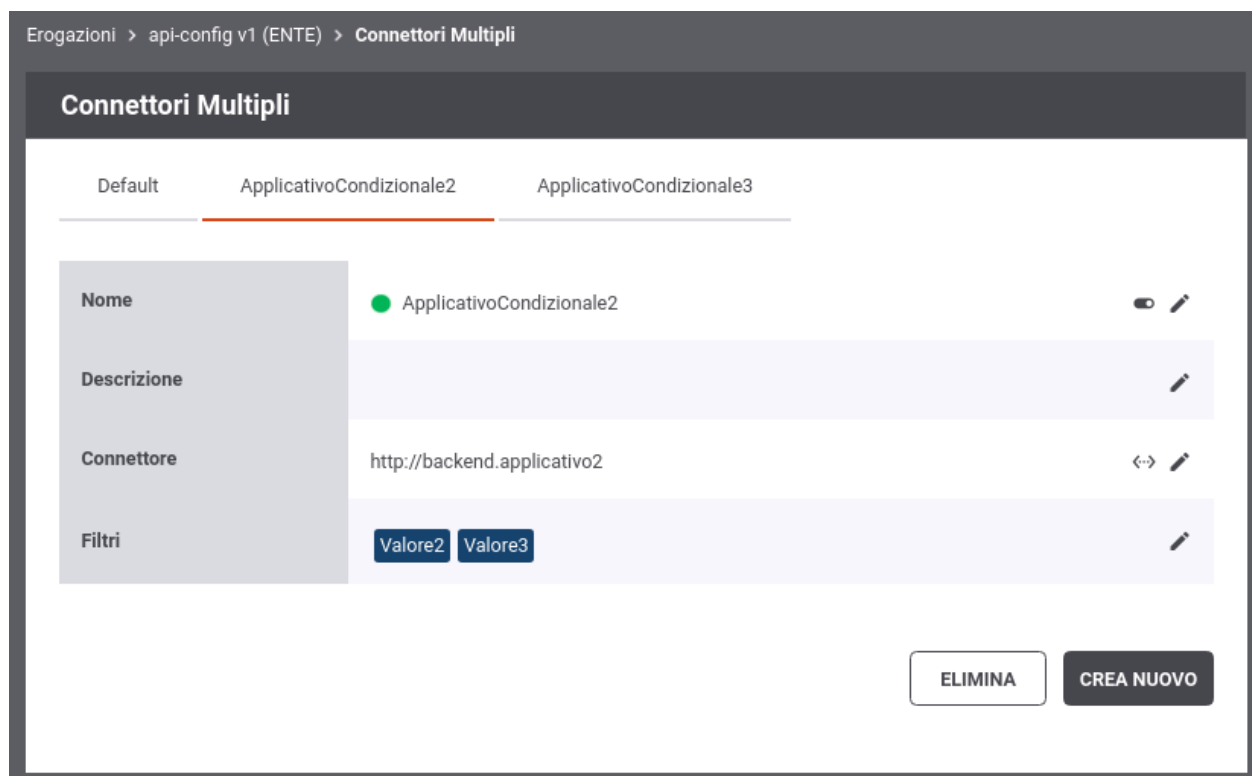 Erogazioni > api-config v1 (ENTE) > Connettori Multipli
Connettori Multipli
Default ApplicativoCondizionale2 ApplicativoCondizionale3
Nome ApplicativoCondizionale2
Descrizione
Connettore http://backend.applicativo2
Filtri Valore2 Valore3
ELIMINA CREA NUOVO